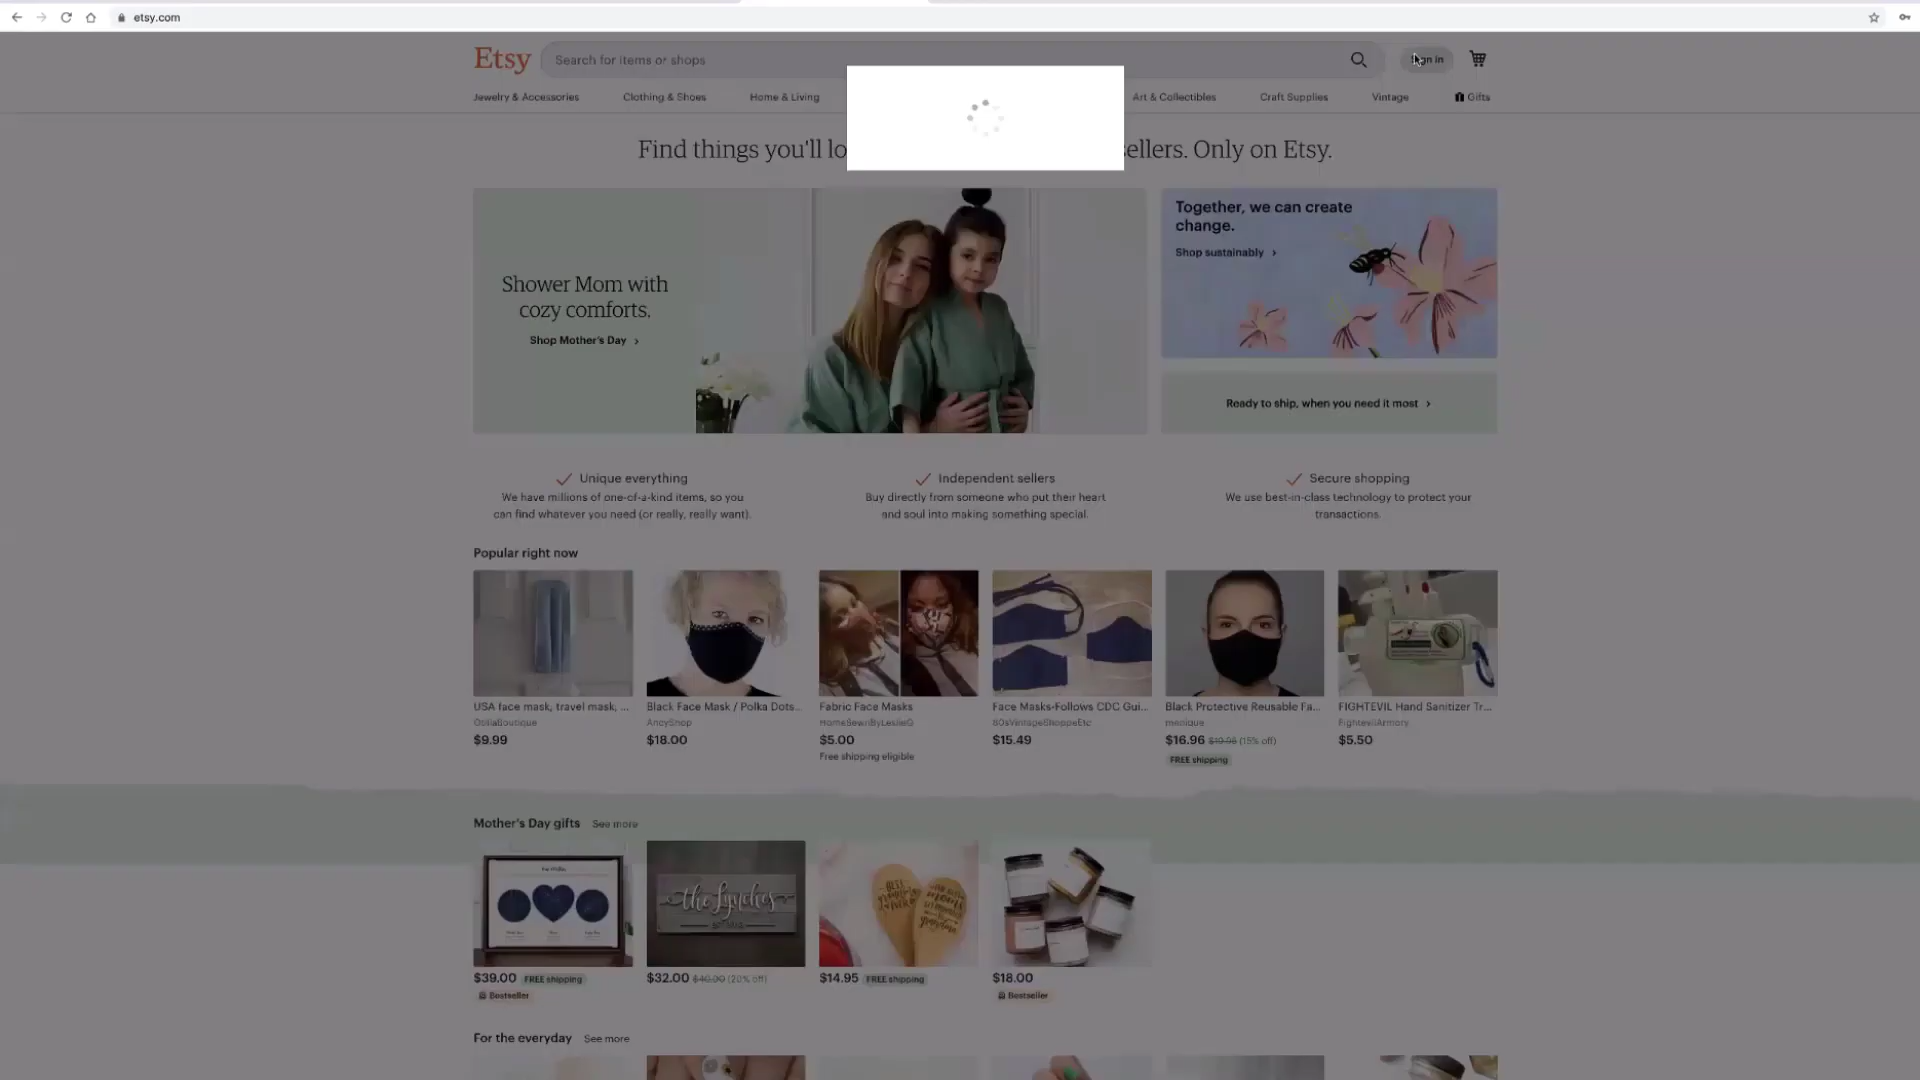 etsy.com
Etsy
Search for items or shops
Sign in
Jewelry & Accessories
Clothing & Shoes
Home & Living
Art & Collectibles
Craft Supplies
Vintage
Gifts
Find things you'll lo
ellers. Only on Etsy.
Shower Mom with
cozy comforts.
Shop Mother's Day
Together, we can create
change.
Shop sustainably
Ready to ship, when you need it most
Unique everything
We have millions of one-of-a-kind items, so you
can find whatever you need (or really, really want).
Independent sellers
Buy directly from someone who put their heart
and soul into making something special.
Secure shopping
We use best-in-class technology to protect your
transactions.
Popular right now
USA face mask, travel mask, ...
OtiliaBoutique
$9.99
Black Face Mask / Polka Dots...
$18.00
Fabric Face Masks
HomeSewnByLeslieG
$5.00
Free shipping eligible
Face Masks-Follows CDC Gui...
80sVintageShoppeEtc
$15.49
Black Protective Reusable Fa...
$16.96 $19.95 (15% off)
FREE shipping
FIGHTEVIL Hand Sanitizer Tr...
FightevilArmory
$5.50
Mother's Day gifts See more
$39.00 FREE shipping
Bestseller
the Lynches
$32.00 $40.00 (20% off)
$14.95 FREE shipping
$18.00
Bestseller
For the everyday See more